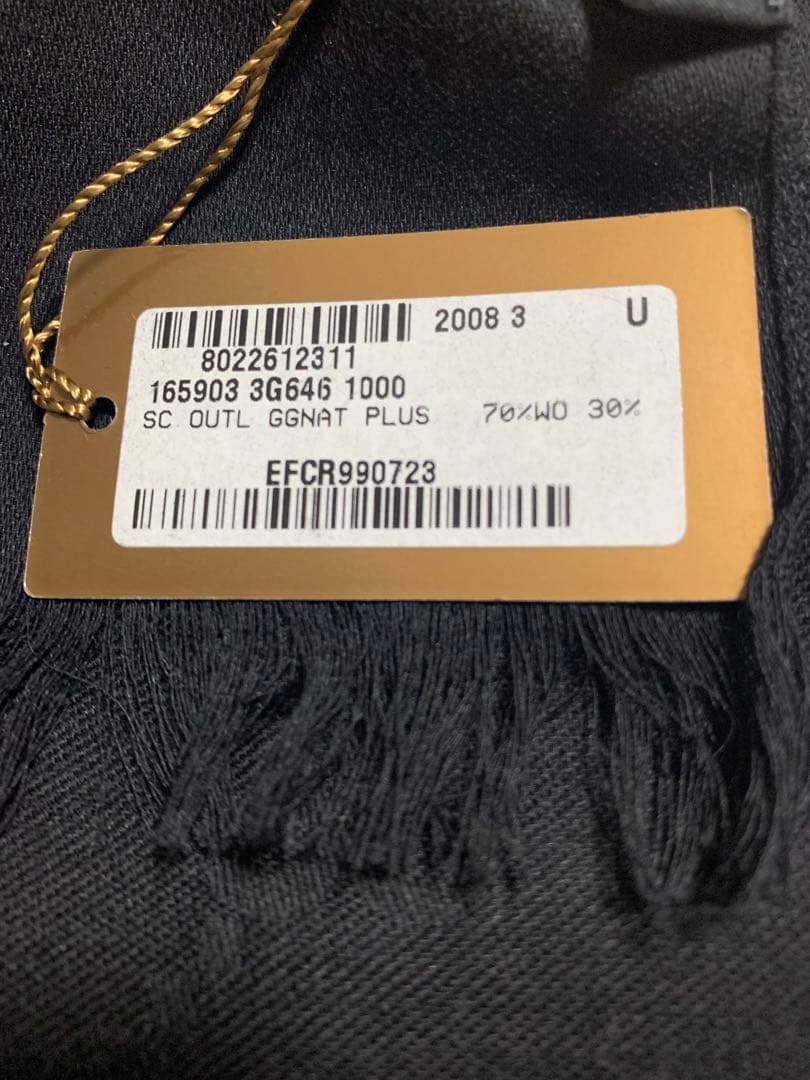 2008 3 U
8022612311
165903 3G646 1000
SC OUTL GGNAT PLUS 70%WO 30%
EFCR990723